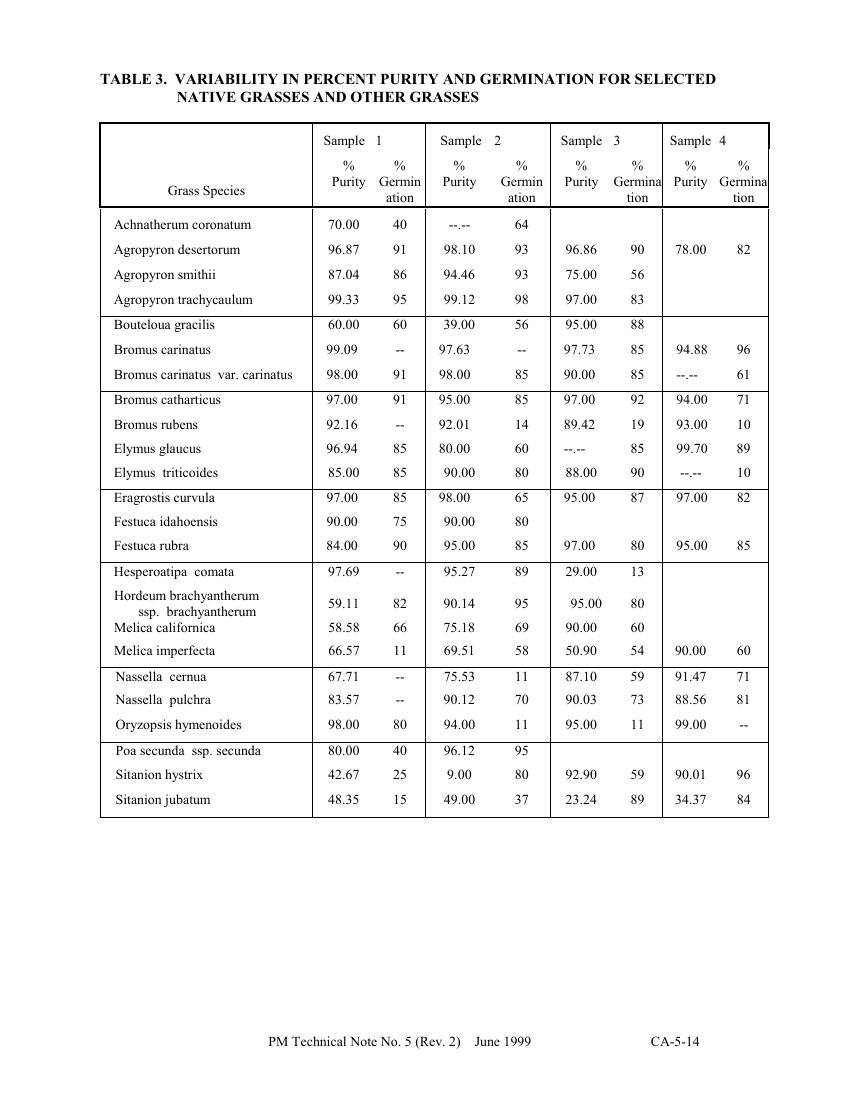 TABLE 3. VARIABILITY IN PERCENT PURITY AND GERMINATION FOR SELECTED
NATIVE GRASSES AND OTHER GRASSES
Sample 1 Sample 2 Sample 3 Sample 4
% % % % % % % %
Purity Germin Purity Germin Purity Germina Purity Germina
Grass Species
ation ation tion tion
Achnatherum coronatum 70.00 40 --.-- 64
Agropyron desertorum 96.87 91 98.10 93 96.86 90 78.00 82
Agropyron smithii 87.04 86 94.46 93 75.00 56
Agropyron trachycaulum 99.33 95 99.12 98 97.00 83
Bouteloua gracilis 60.00 60 39.00 56 95.00 88
Bromus carinatus 99.09 -- 97.63 -- 97.73 85 94.88 96
Bromus carinatus var. carinatus 98.00 91 98.00 85 90.00 85 --.-- 61
Bromus catharticus 97.00 91 95.00 85 97.00 92 94.00 71
Bromus rubens 92.16 -- 92.01 14 89.42 19 93.00 10
Elymus glaucus 96.94 85 80.00 60 --.-- 85 99.70 89
Elymus triticoides 85.00 85 90.00 80 88.00 90 --.-- 10
Eragrostis curvula 97.00 85 98.00 65 95.00 87 97.00 82
Festuca idahoensis 90.00 75 90.00 80
Festuca rubra 84.00 90 95.00 85 97.00 80 95.00 85
Hesperoatipa comata 97.69 -- 95.27 89 29.00 13
Hordeum brachyantherum
ssp. brachyantherum 59.11 82 90.14 95 95.00 80
Melica californica 58.58 66 75.18 69 90.00 60
Melica imperfecta 66.57 11 69.51 58 50.90 54 90.00 60
Nassella cernua 67.71 -- 75.53 11 87.10 59 91.47 71
Nassella pulchra 83.57 -- 90.12 70 90.03 73 88.56 81
Oryzopsis hymenoides 98.00 80 94.00 11 95.00 11 99.00 --
Poa secunda ssp. secunda 80.00 40 96.12 95
Sitanion hystrix 42.67 25 9.00 80 92.90 59 90.01 96
Sitanion jubatum 48.35 15 49.00 37 23.24 89 34.37 84
PM Technical Note No. 5 (Rev. 2) June 1999 CA-5-14